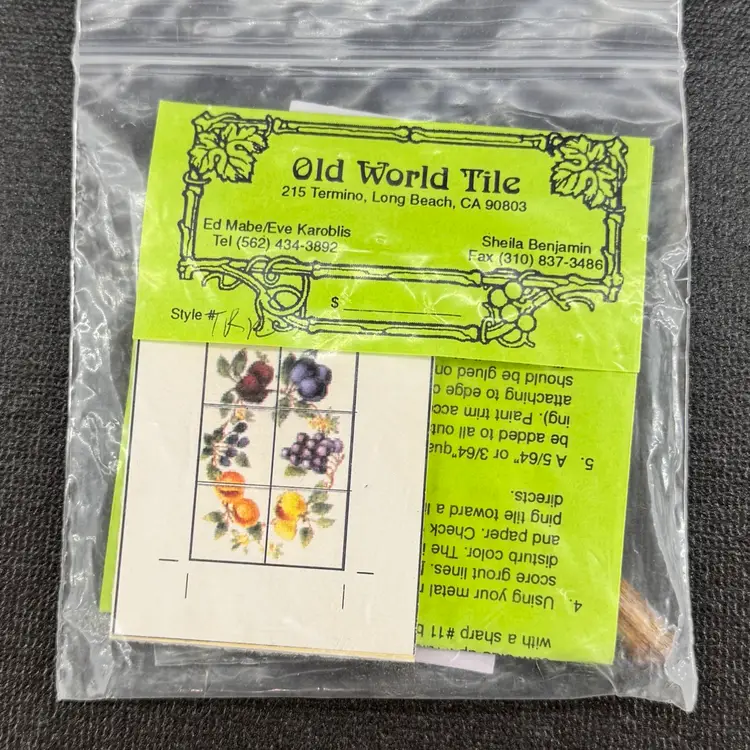 Old World Tile
215 Termino, Long Beach, CA 90803
Ed Mabe/Eve Karoblis
Tel (562) 434-3892
Sheila Benjamin
Fax (310) 837-3486
Style #
$
with a sharp #11
4. Using your metal
score grout lines.
disturb color. The
and paper. Check
ping tile toward a
directs.
5. A 5/64" or 3/64"
be added to all
ing (Paint trim
attaching to edge
should be glued on